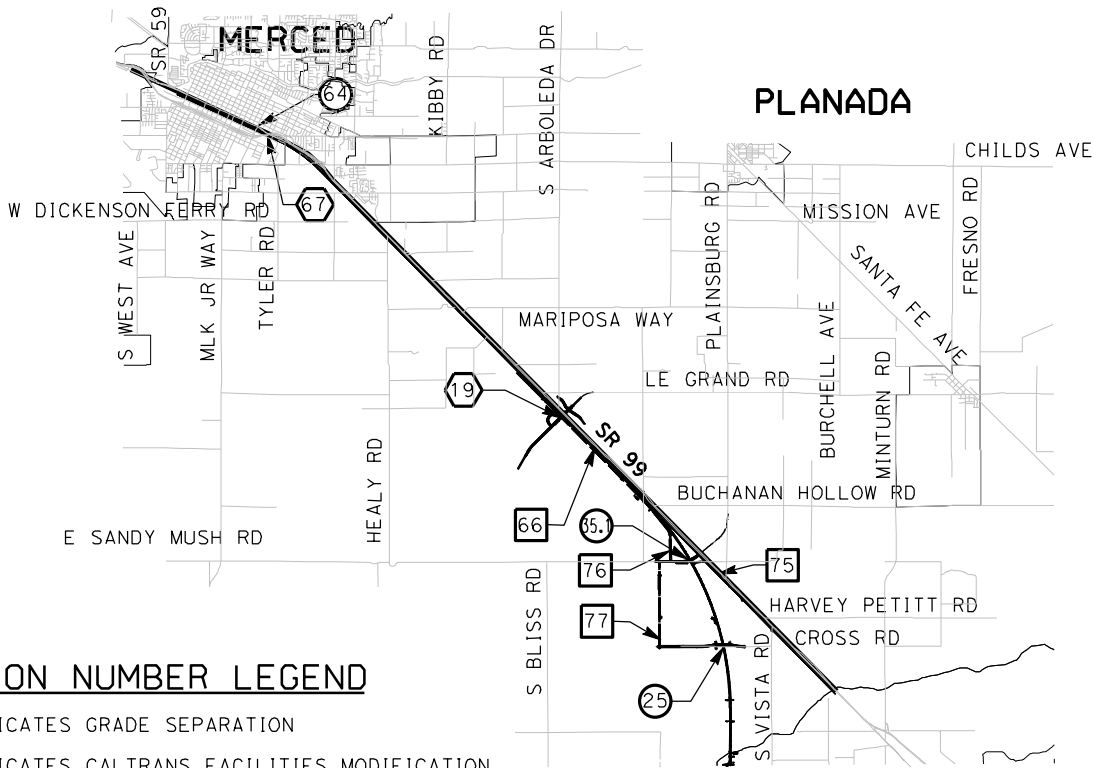 SR 59
MERCED
KIBBY RD
S ARBOLEDA DR
64
PLANADA
CHILDS AVE
67
W DICKENSON FERRY RD
PLAINSBURG RD
MISSION AVE
FRESNO RD
S WEST AVE
MLK JR WAY
TYLER RD
SANTA FE AVE
MARIPOSA WAY
BURCHELL AVE
MINTURN RD
19
LE GRAND RD
SR 99
HEALY RD
BUCHANAN HOLLOW RD
66
35.1
E SANDY MUSH RD
76
75
S BLISS RD
HARVEY PETITT RD
77
CROSS RD
S VISTA RD
25
ON NUMBER LEGEND
ICATES GRADE SEPARATION
ICATES CALTRANS FACILITIES MODIFICATION